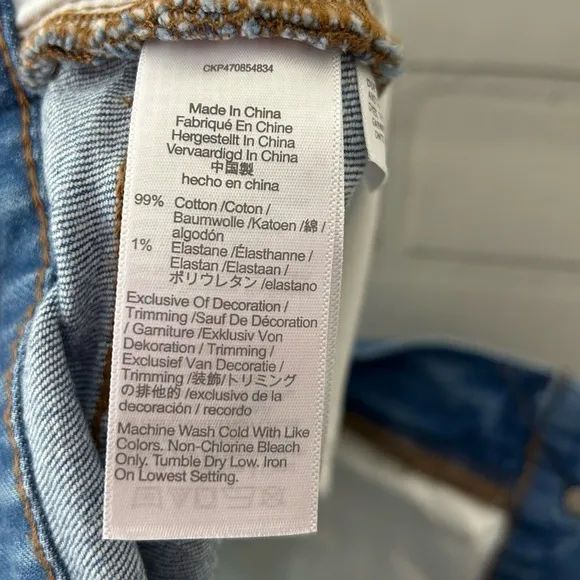 CKP470854834
Made In China
Fabriqué En Chine
Hergestellt In China
Vervaardigd In China
中国製
hecho en china
99% Cotton /Coton /
Baumwolle /Katoen /綿 /
algodón
1% Elastane /Élasthanne /
Elastan /Elastaan /
ポリウレタン /elastano
Exclusive Of Decoration /
Trimming /Sauf De Décoration
/ Garniture /Exklusiv Von
Dekoration / Trimming /
Exclusief Van Decoratie /
Trimming /装飾/トリミング
の排他的 /exclusivo de la
decoración / recordo
Machine Wash Cold With Like
Colors. Non-Chlorine Bleach
Only. Tumble Dry Low. Iron
On Lowest Setting.